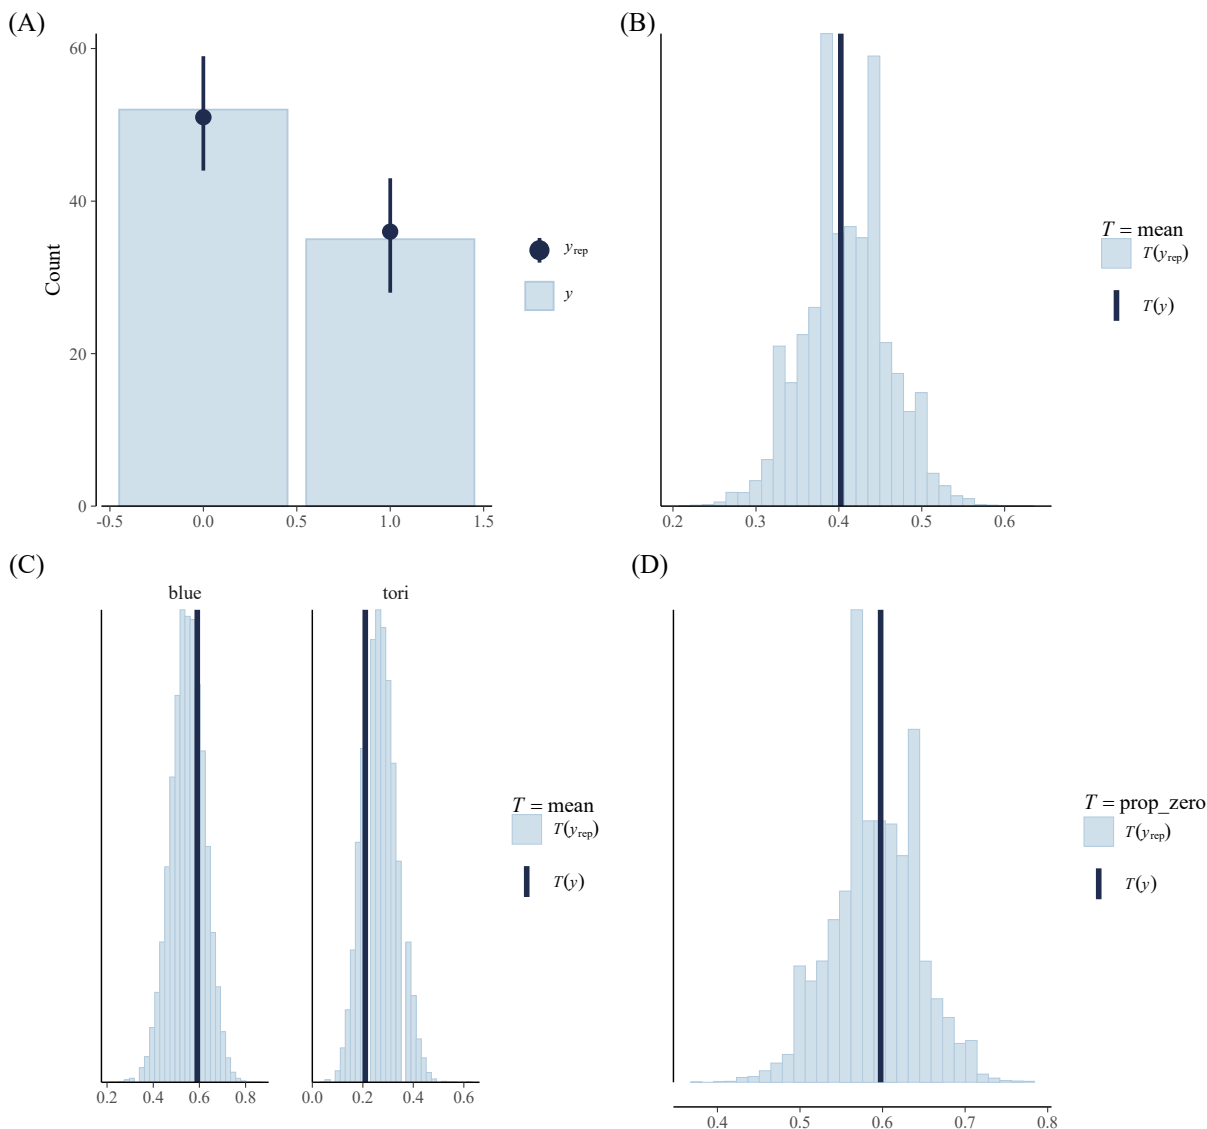 (A)
60
40
20
0
Count
-0.5 0.0 0.5 1.0 1.5
yrep
y
(B)
0.2 0.3 0.4 0.5 0.6
T = mean
T(yrep)
T(y)
(C)
blue tori
0.2 0.4 0.6 0.8 0.0 0.2 0.4 0.6
T = mean
T(yrep)
T(y)
(D)
0.4 0.5 0.6 0.7 0.8
T = prop_zero
T(yrep)
T(y)